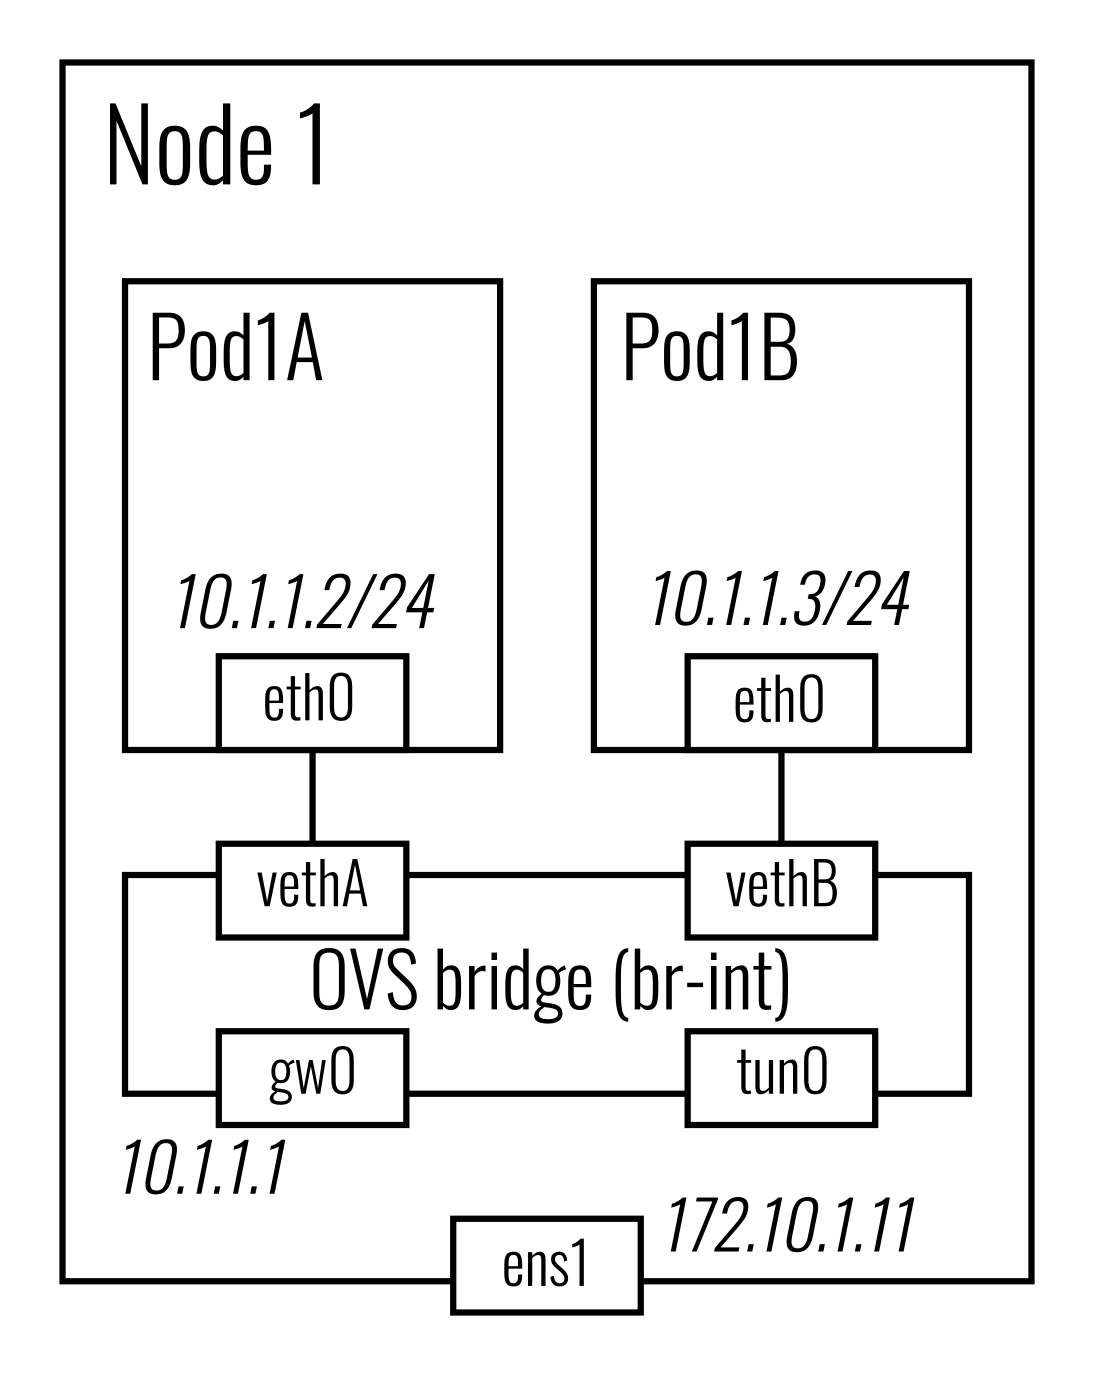 Node 1
Pod1A
Pod1B
10.1.1.2/24
10.1.1.3/24
eth0
eth0
vethA
vethB
OVS bridge (br-int)
gw0
tun0
10.1.1.1
172.10.1.11
ens1